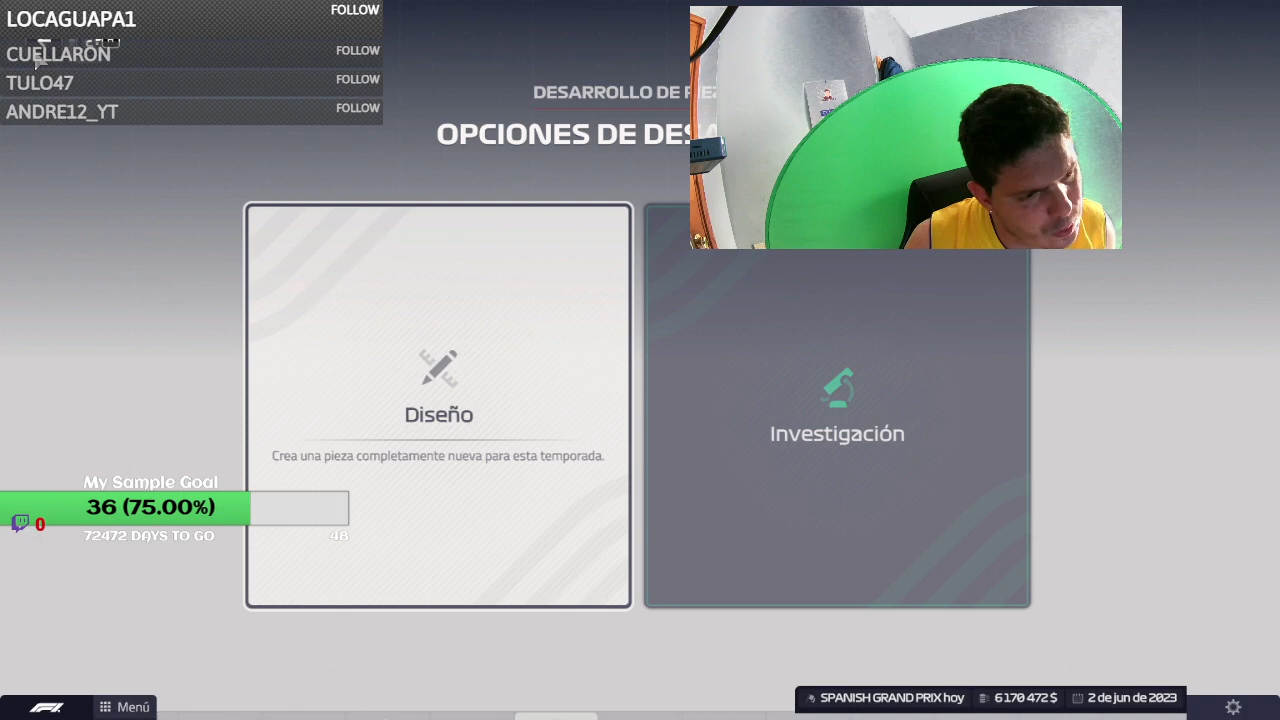 LOCAGUAPA1 FOLLOW
CUELLARÓN FOLLOW
TULO47 FOLLOW
ANDRE12_YT FOLLOW
DESARROLLO DE
OPCIONES DE
Diseño
Crea una pieza completamente nueva para esta temporada.
Investigación
My Sample Goal
36 (75.00%)
0
72472 DAYS TO GO 48
Menú
SPANISH GRAND PRIX hoy 6 170 472 $ 2 de jun de 2023